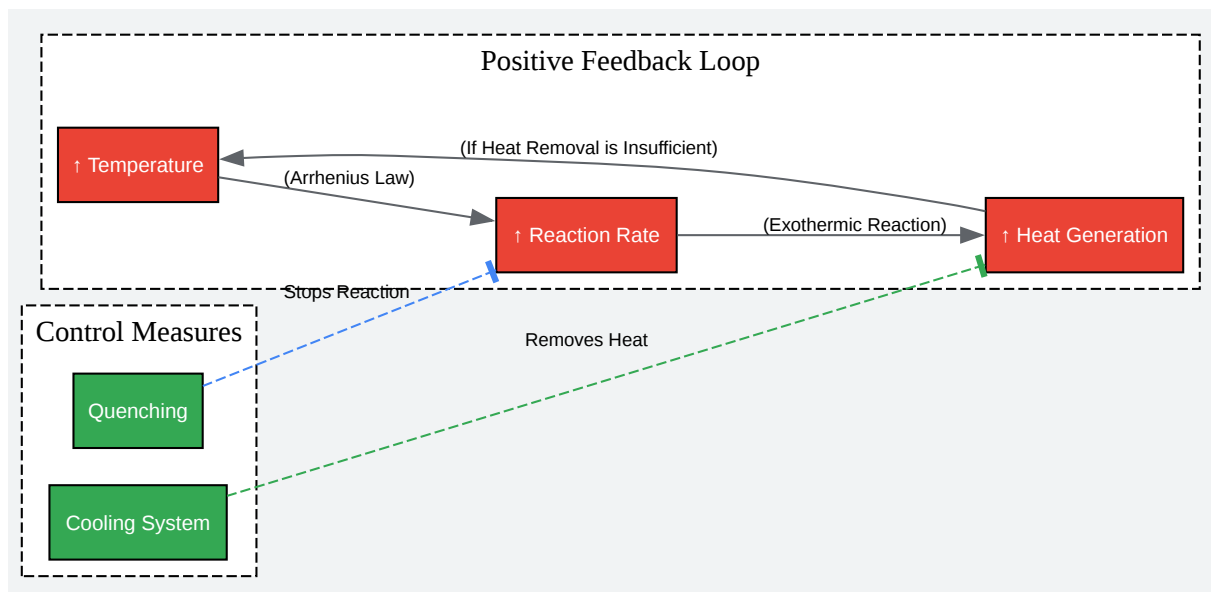 Positive Feedback Loop
↑ Temperature
(If Heat Removal is Insufficient)
(Arrhenius Law)
↑ Reaction Rate
(Exothermic Reaction)
↑ Heat Generation
Stops Reaction
Control Measures
Removes Heat
Quenching
Cooling System